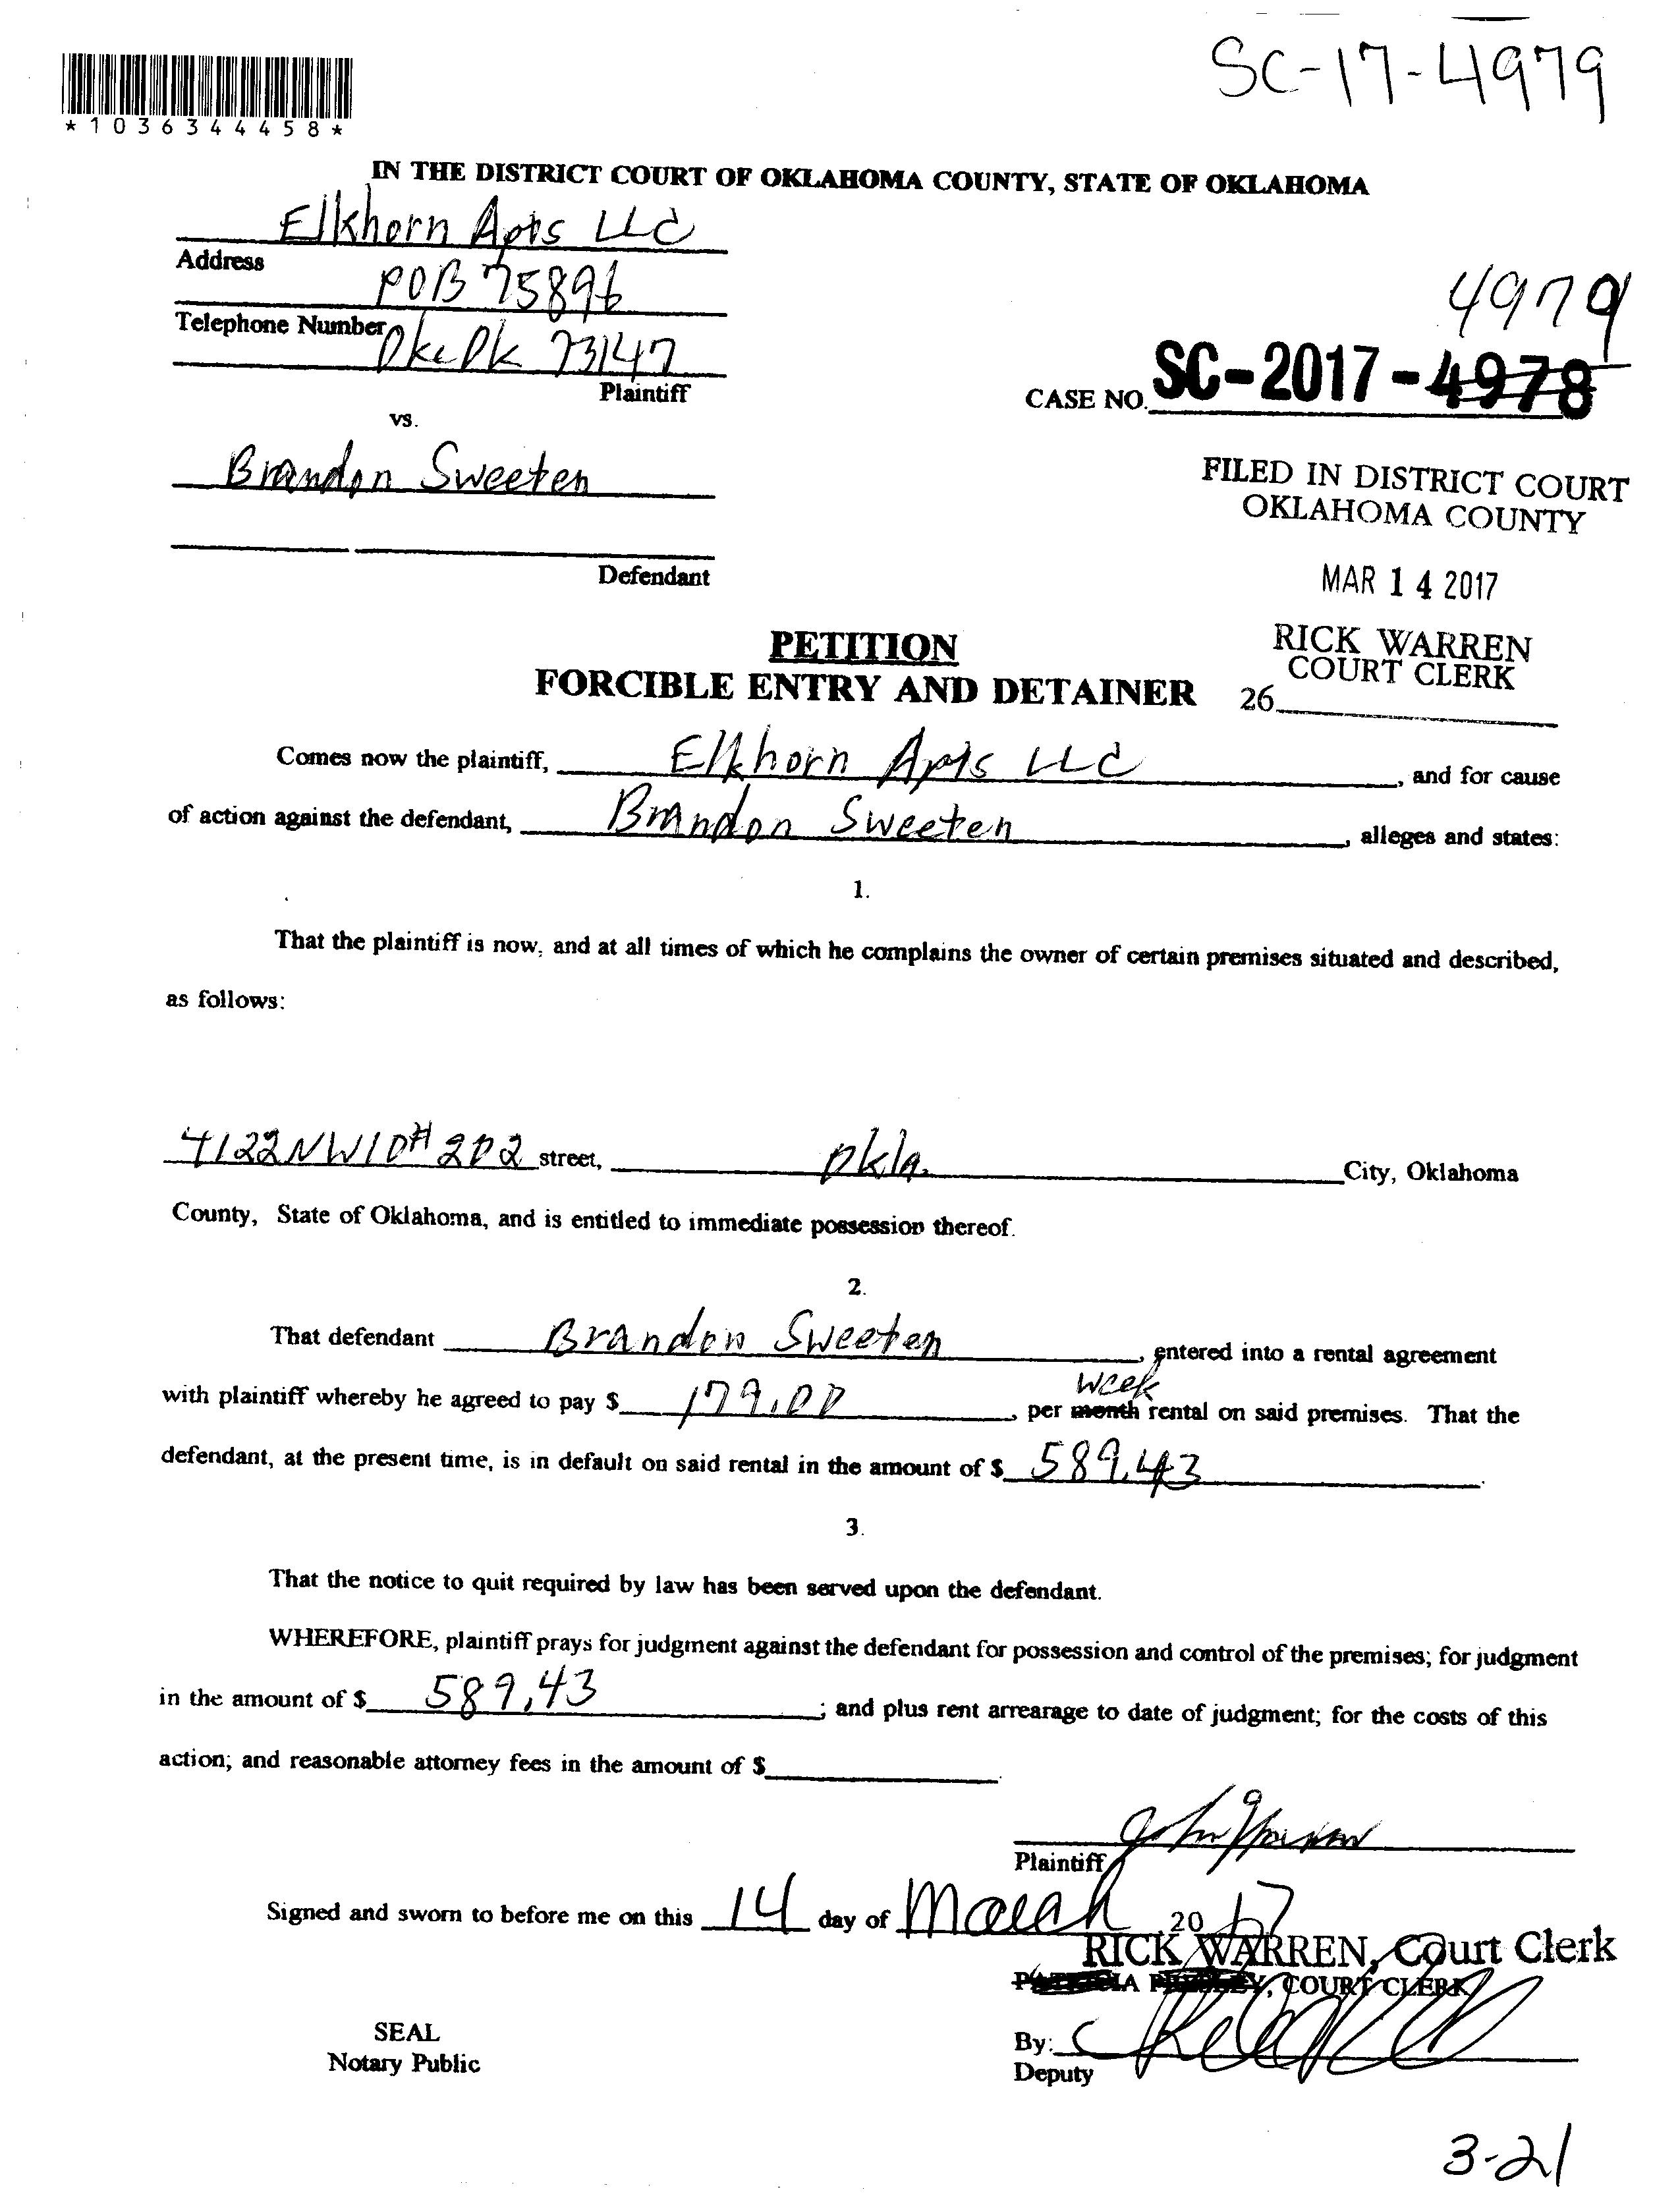 SC-17-4979
*1036344458*
IN THE DISTRICT COURT OF OKLAHOMA COUNTY, STATE OF OKLAHOMA
Elkhorn Apts LLC
Address
POB 75896
Telephone Number
Okc Ok 73147
Plaintiff
vs.
Brandon Sweeten
Defendant
4979
CASE NO. SC-2017-4978
FILED IN DISTRICT COURT
OKLAHOMA COUNTY
MAR 14 2017
RICK WARREN
COURT CLERK
26
PETITION
FORCIBLE ENTRY AND DETAINER
Comes now the plaintiff, Elkhorn Apts LLC, and for cause
of action against the defendant, Brandon Sweeten, alleges and states:
1.
That the plaintiff is now, and at all times of which he complains the owner of certain premises situated and described,
as follows:
4122 NW 10 # 202 street, Okla. City, Oklahoma
County, State of Oklahoma, and is entitled to immediate possession thereof.
2.
That defendant Brandon Sweeten, entered into a rental agreement
week
with plaintiff whereby he agreed to pay $ 179.00, per month rental on said premises. That the
defendant, at the present time, is in default on said rental in the amount of $ 589.43.
3.
That the notice to quit required by law has been served upon the defendant.
WHEREFORE, plaintiff prays for judgment against the defendant for possession and control of the premises; for judgment
in the amount of $ 589,43; and plus rent arrearage to date of judgment; for the costs of this
action; and reasonable attorney fees in the amount of $
Plaintiff
Signed and sworn to before me on this 14 day of March, 20 17
RICK WARREN, Court Clerk
COURT CLERK
SEAL
Notary Public
By:
Deputy
3-21